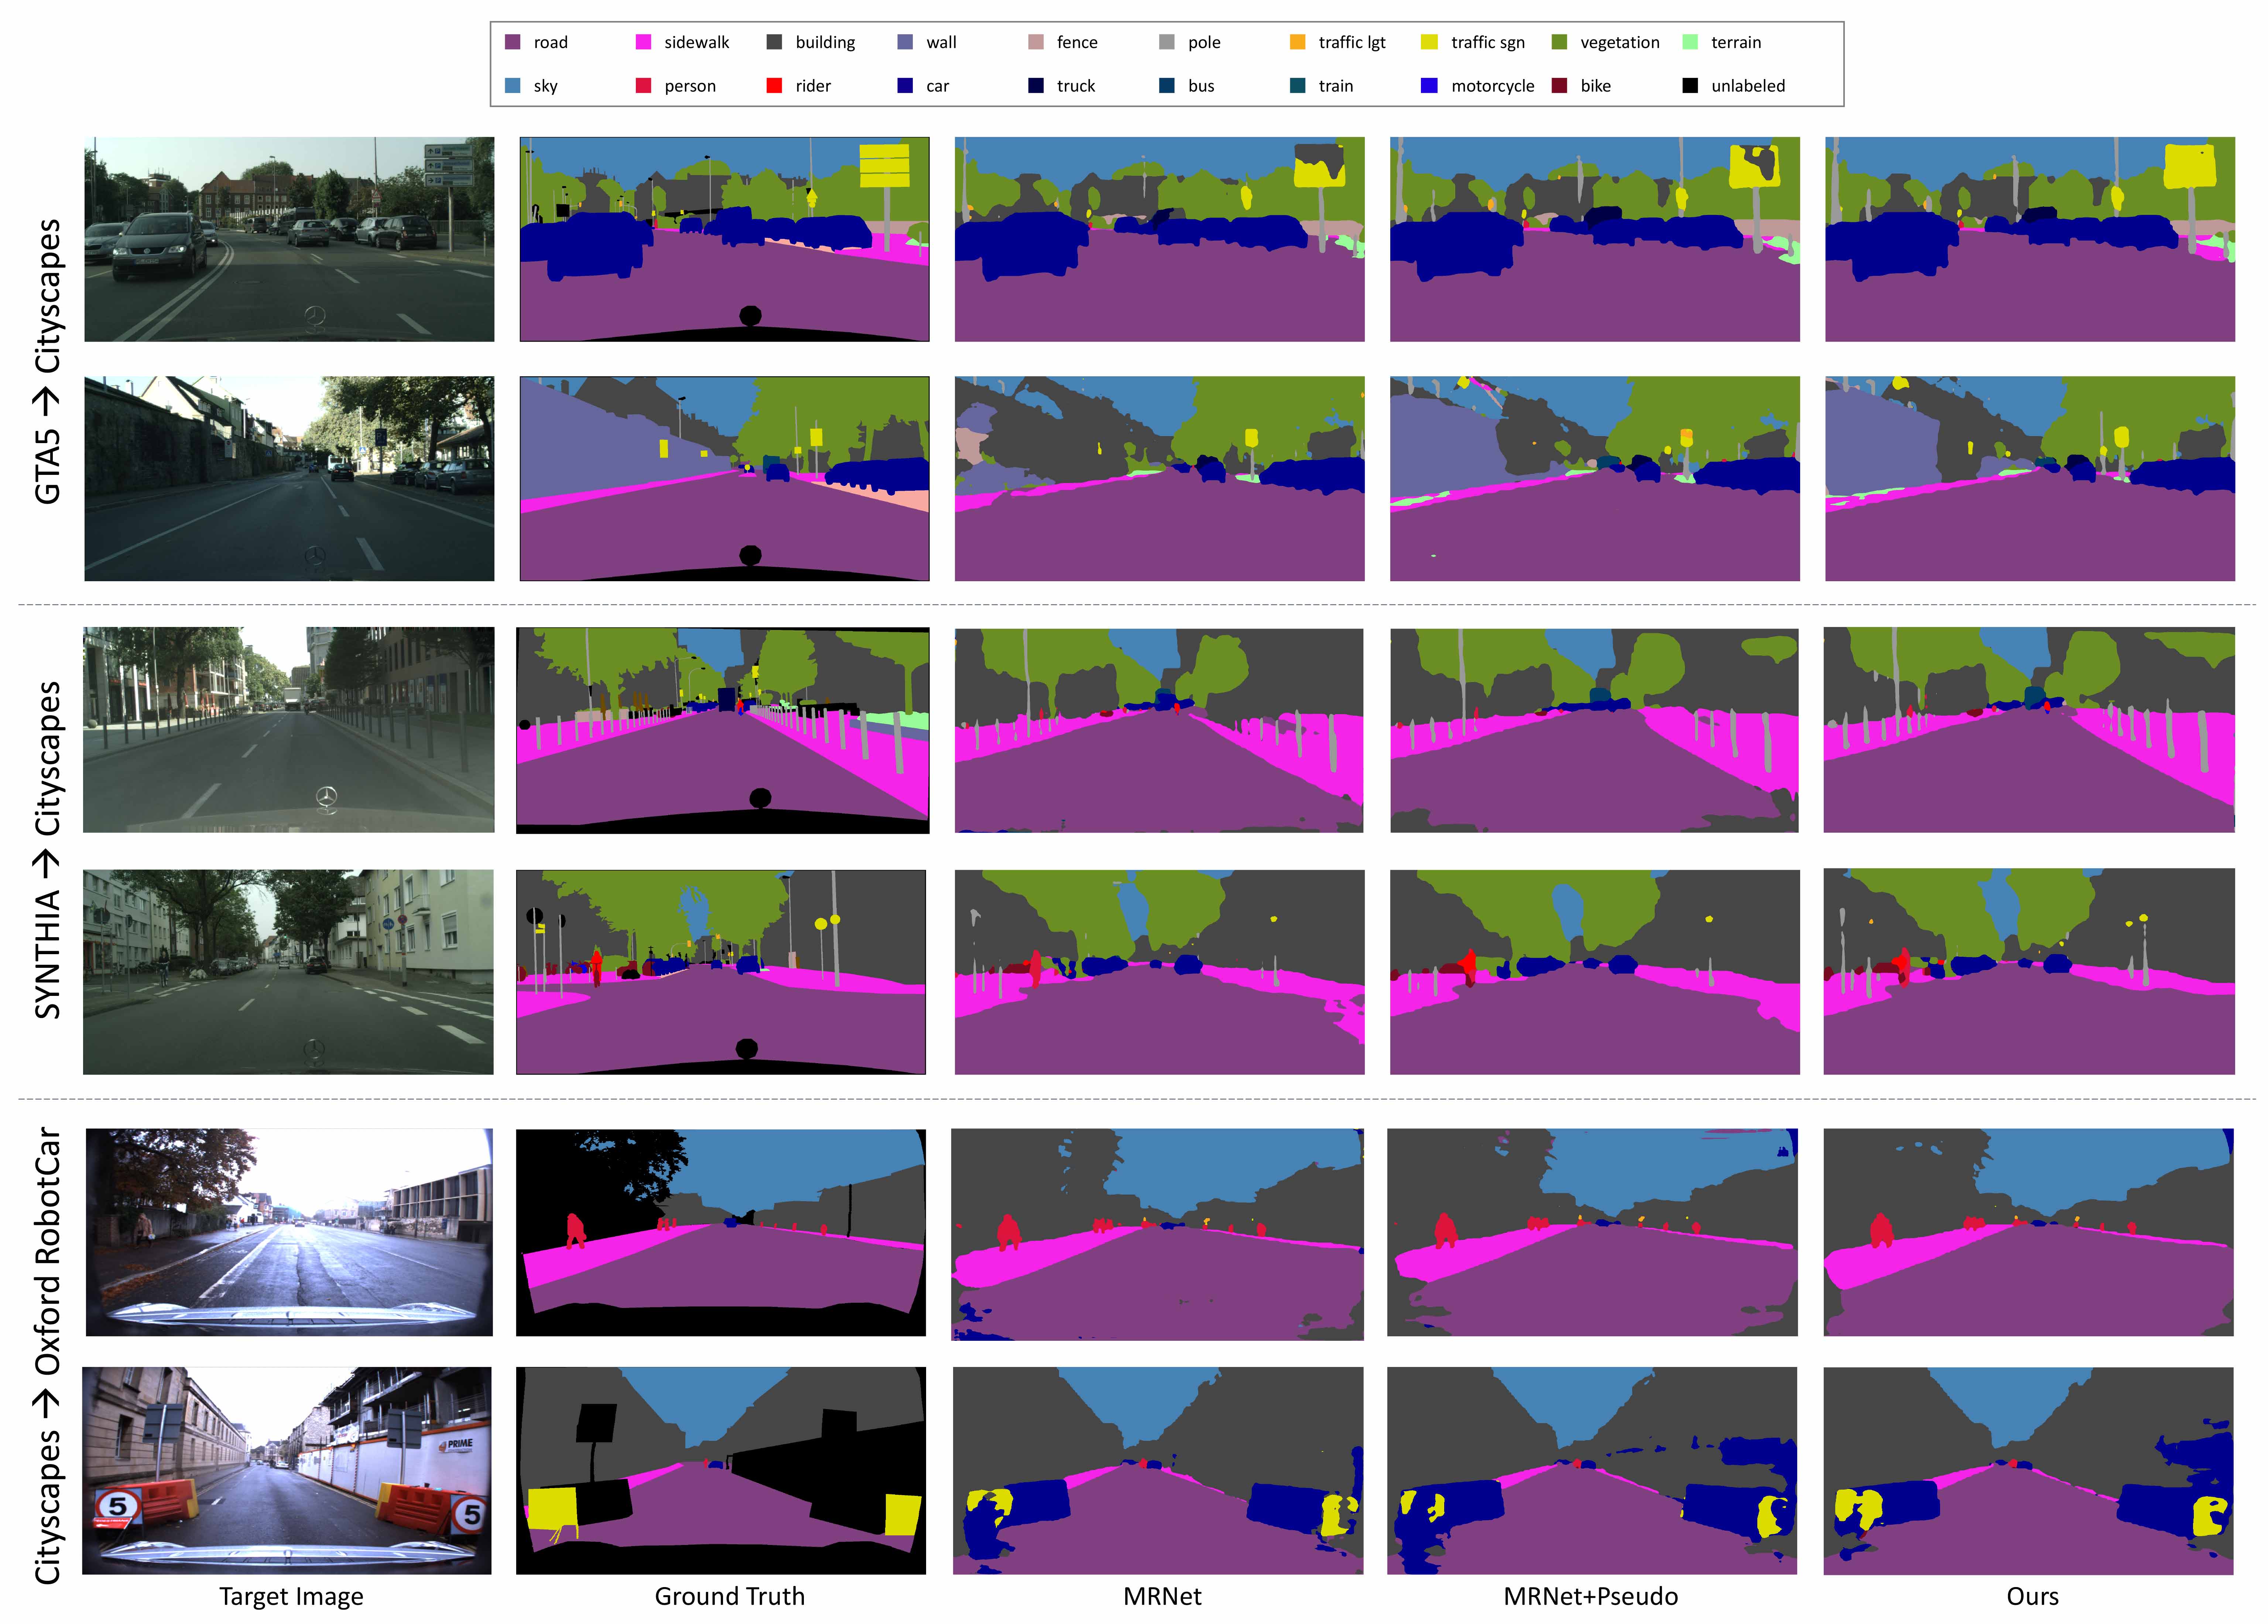 road sidewalk building wall fence pole traffic lgt traffic sgn vegetation terrain
sky person rider car truck bus train motorcycle bike unlabeled
GTA5 → Cityscapes
SYNTHIA → Cityscapes
Cityscapes → Oxford RobotCar
PRIME
5
5
Target Image Ground Truth MRNet MRNet+Pseudo Ours